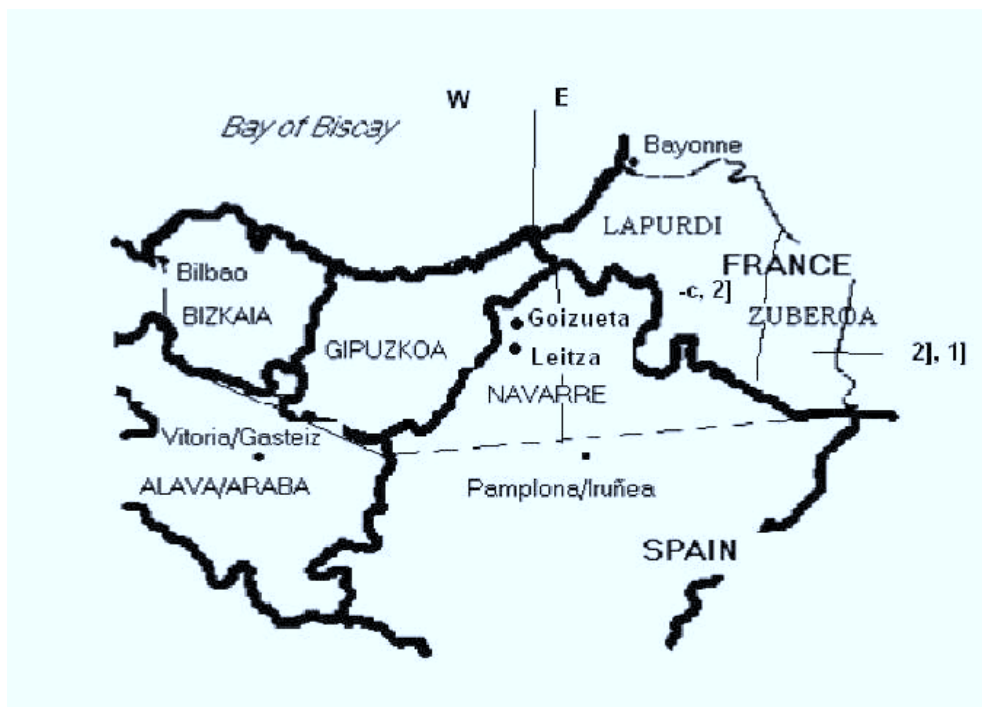 W E
Bay of Biscay
Bayonne
LAPURDI
Bilbao
FRANCE
-c, 2]
BIZKAIA
Goizueta
ZUBEROA
GIPUZKOA
Leitza
2], 1]
NAVARRE
Vitoria/Gasteiz
ALAVA/ARABA
Pamplona/Iruñea
SPAIN